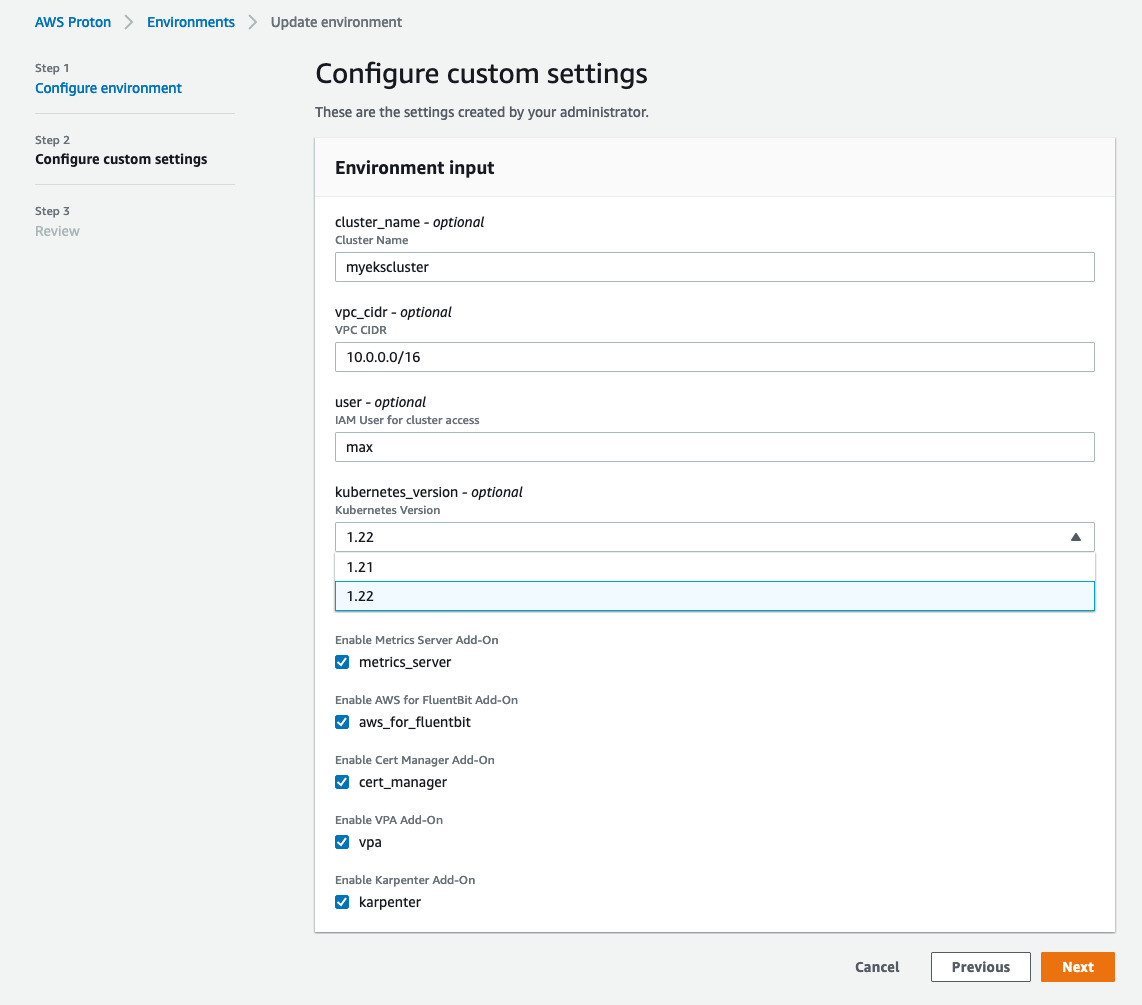 AWS Proton > Environments > Update environment
Step 1
Configure environment
Step 2
Configure custom settings
Step 3
Review
Configure custom settings
These are the settings created by your administrator.
Environment input
cluster_name - optional
Cluster Name
myekscluster
vpc_cidr - optional
VPC CIDR
10.0.0.0/16
user - optional
IAM User for cluster access
max
kubernetes_version - optional
Kubernetes Version
1.22
1.21
1.22
Enable Metrics Server Add-On
metrics_server
Enable AWS for FluentBit Add-On
aws_for_fluentbit
Enable Cert Manager Add-On
cert_manager
Enable VPA Add-On
vpa
Enable Karpenter Add-On
karpenter
Cancel Previous Next